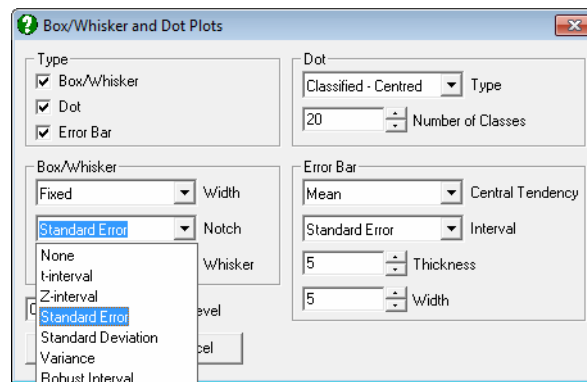 Box/Whisker and Dot Plots
Type
Box/Whisker
Dot
Error Bar
Dot
Classified - Centred Type
20 Number of Classes
Box/Whisker
Fixed Width
Standard Error Notch
Whisker
None
t-interval
Z-interval
Standard Error
Standard Deviation
Variance
Robust Interval
Error Bar
Mean Central Tendency
Standard Error Interval
5 Thickness
5 Width